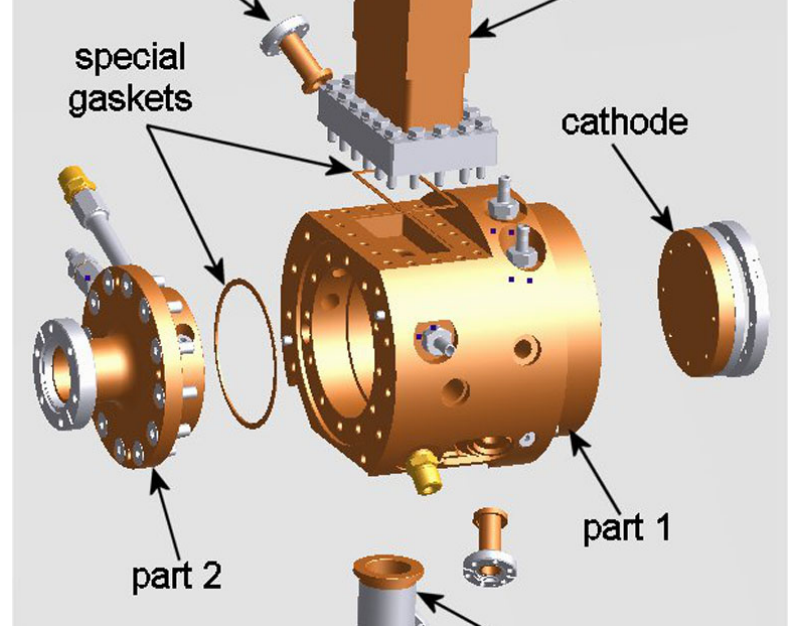 special
gaskets
cathode
part 1
part 2